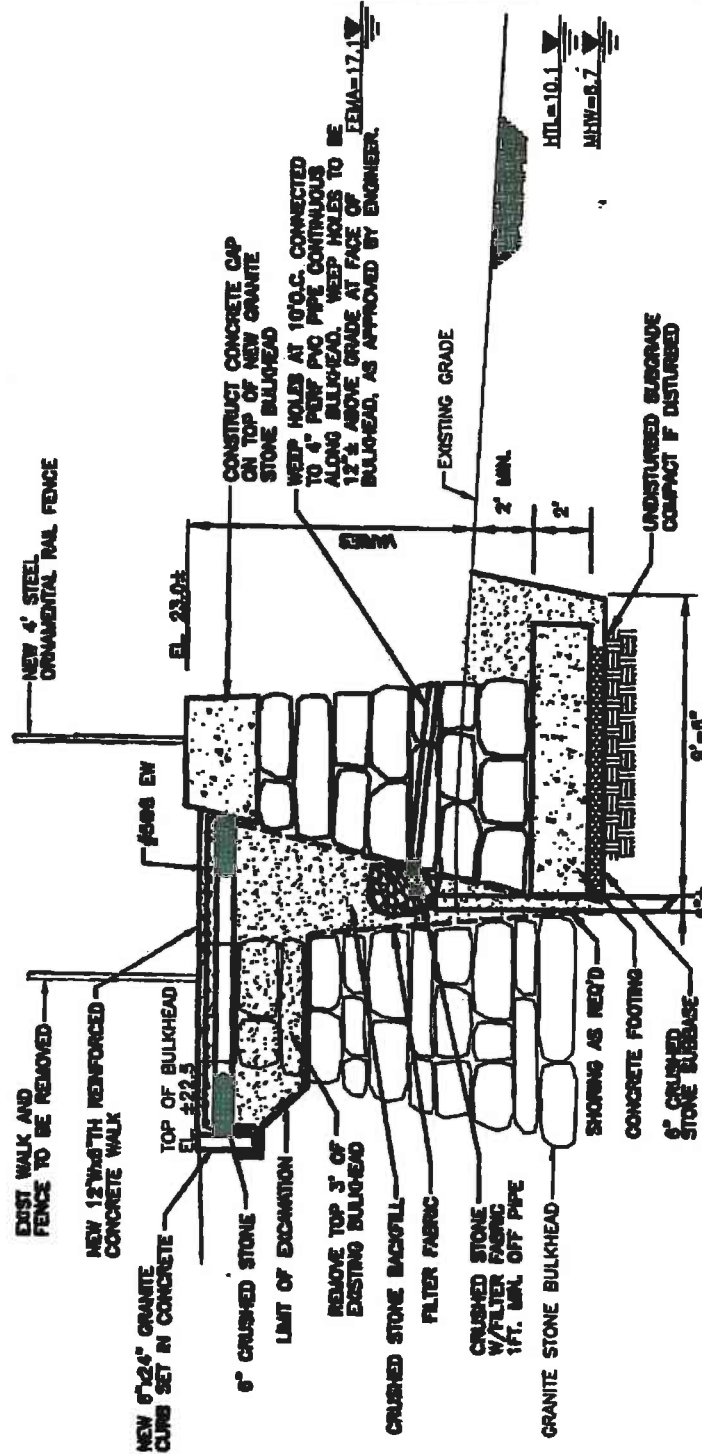 EXIST WALK AND
FENCE TO BE REMOVED
NEW 4' STEEL
ORNAMENTAL RAIL FENCE
NEW 12'Wx6"TH REINFORCED
CONCRETE WALK
NEW 6"x24" GRANITE
CURB SET IN CONCRETE
TOP OF BULKHEAD
EL ±22.5
EW
EL 23.0±
6" CRUSHED STONE
LIMIT OF EXCAVATION
REMOVE TOP 3' OF
EXISTING BULKHEAD
CRUSHED STONE BACKFILL
FILTER FABRIC
CRUSHED STONE
W/FILTER FABRIC
1FT. MIN. OFF PIPE
GRANITE STONE BULKHEAD
CONSTRUCT CONCRETE CAP
ON TOP OF NEW GRANITE
STONE BULKHEAD
WEEP HOLES AT 10'O.C. CONNECTED
TO 4" PERF PVC PIPE CONTINUOUS
ALONG BULKHEAD. WEEP HOLES TO BE
12"± ABOVE GRADE AT FACE OF
BULKHEAD, AS APPROVED BY ENGINEER.
FEMA=17.1
VARIES
EXISTING GRADE
HTL=10.1
MHW=8.7
2' MIN.
2'
UNDISTURBED SUBGRADE
COMPACT IF DISTURBED
SHORING AS REQ'D
CONCRETE FOOTING
6" CRUSHED
STONE SUBBASE